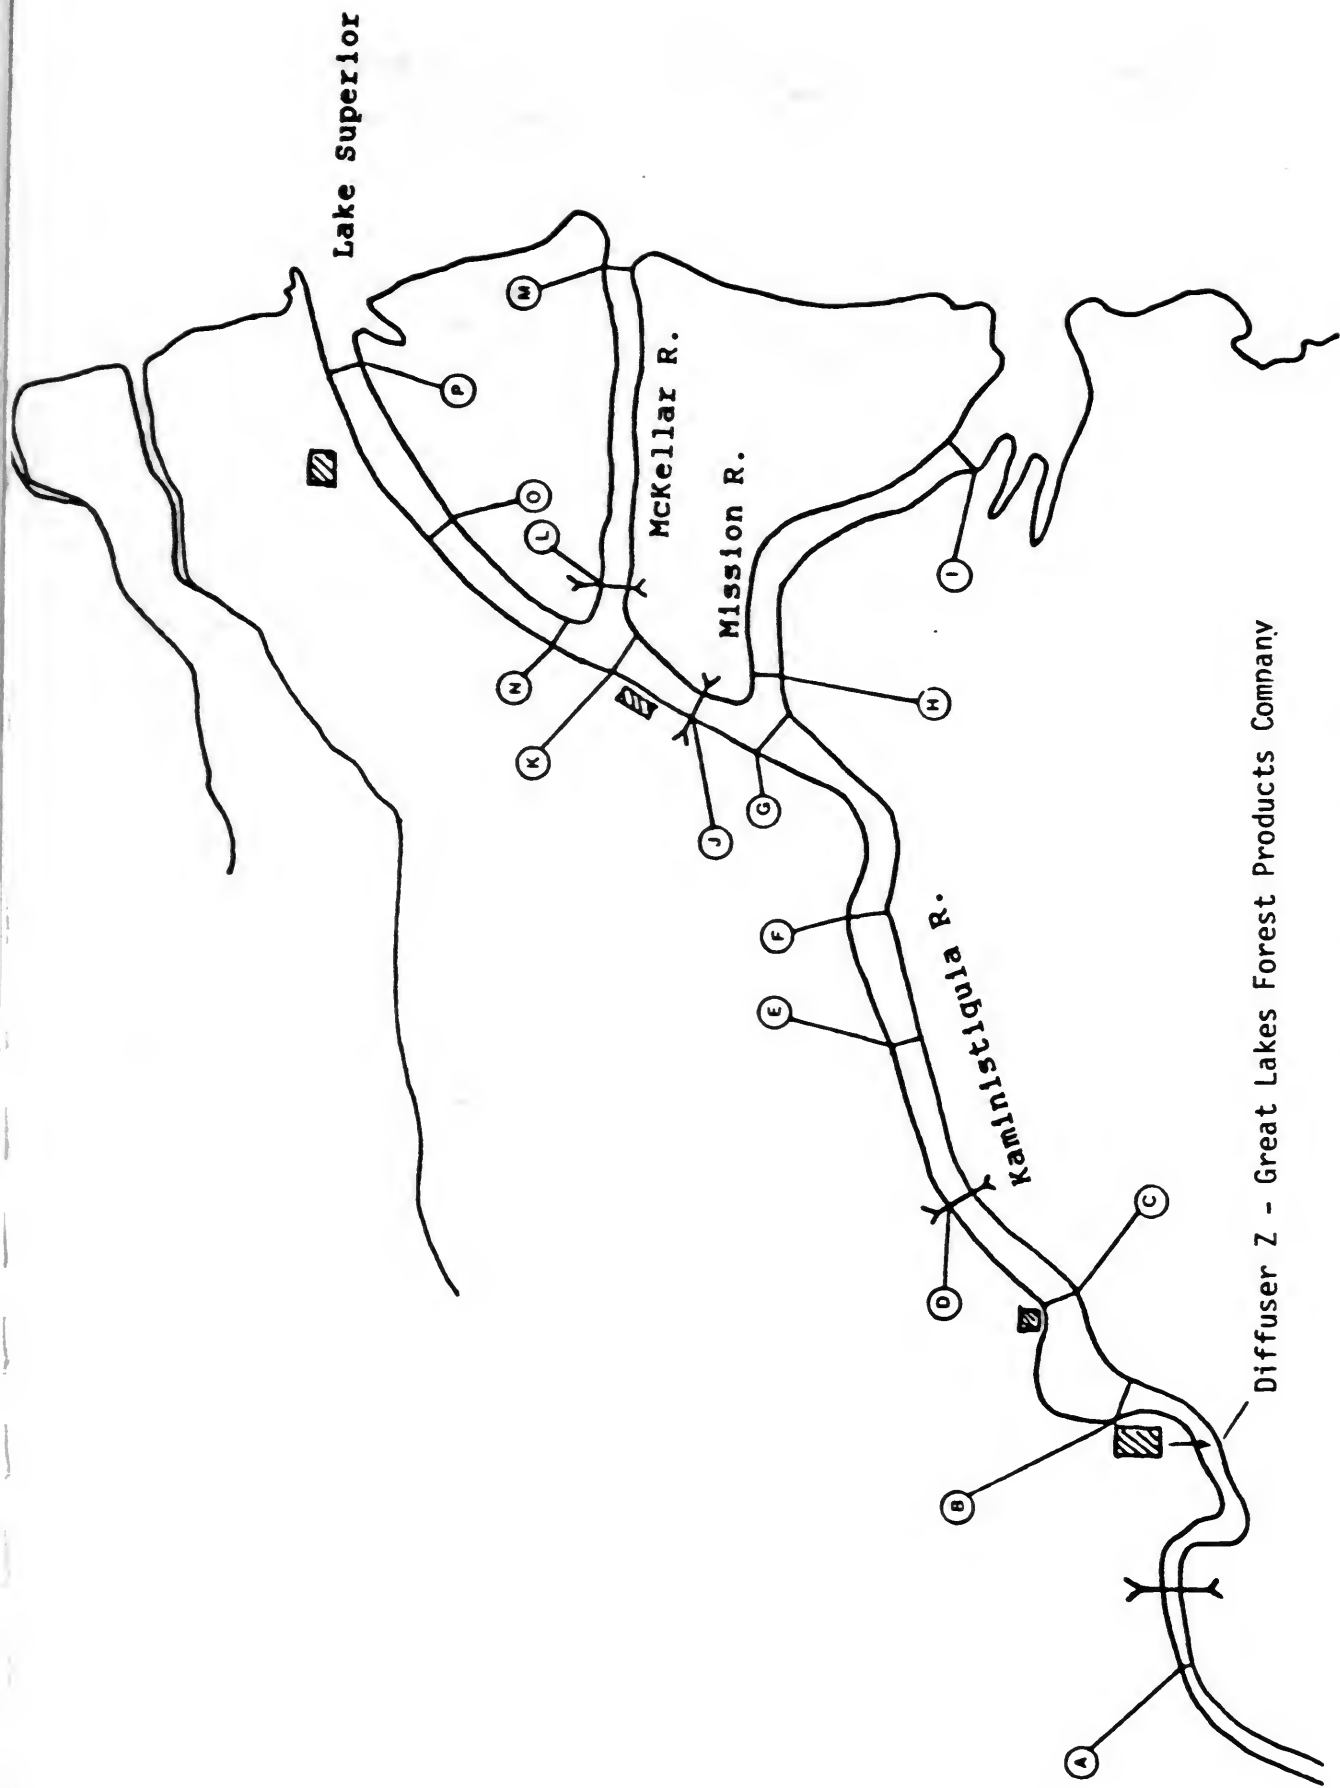 Lake Superior
M
P
McKellar R.
O
L
Mission R.
I
N
K
H
J
G
F
E
Kaministiquia R.
D
C
B
A
Diffuser Z - Great Lakes Forest Products Company